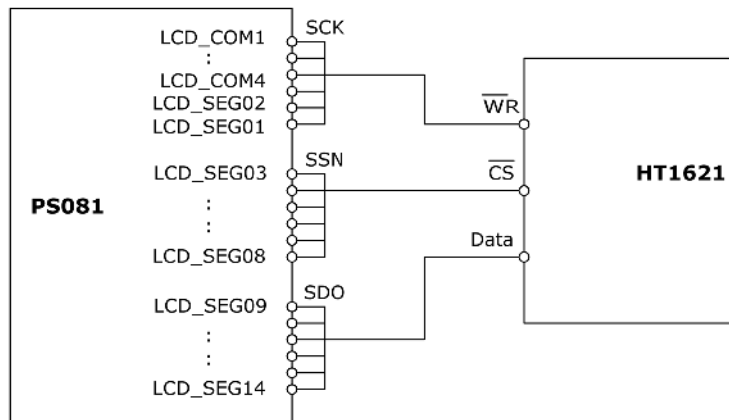 SCK
LCD_COM1
:
LCD_COM4
LCD_SEG02
LCD_SEG01
WR
SSN
LCD_SEG03
CS
HT1621
PS081
:
:
LCD_SEG08
Data
SDO
LCD_SEG09
:
:
LCD_SEG14